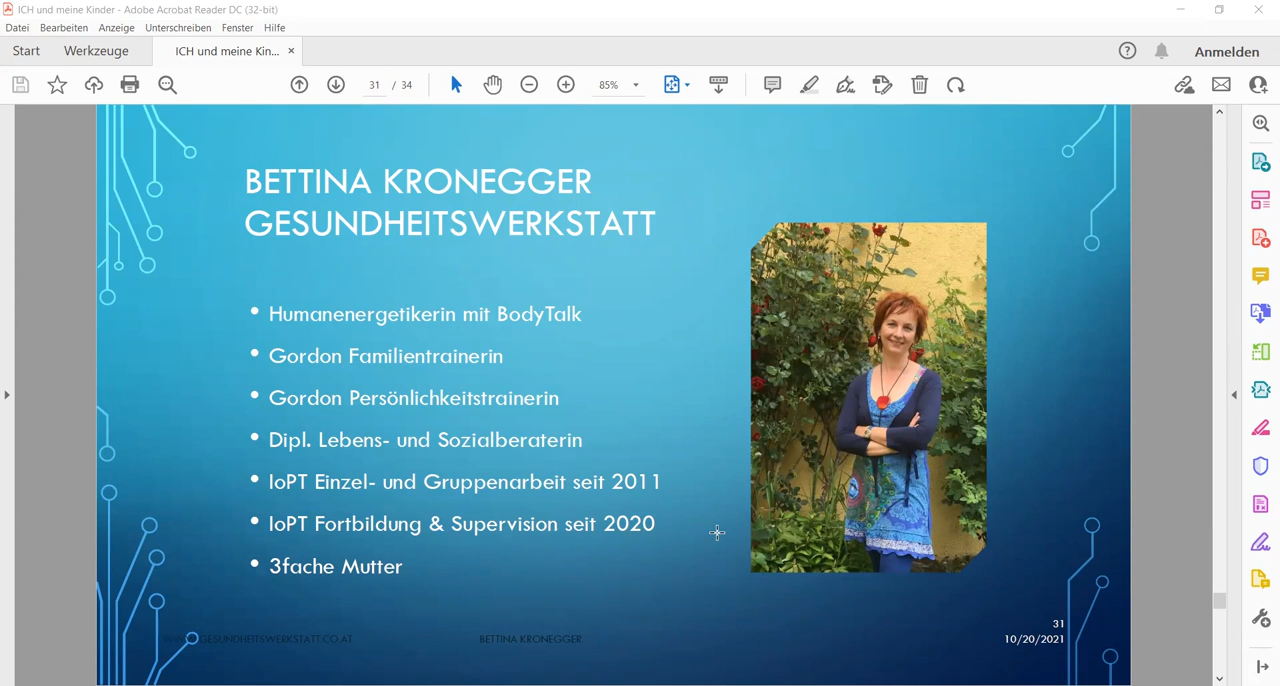 ICH und meine Kinder - Adobe Acrobat Reader DC (32-bit)
Datei Bearbeiten Anzeige Unterschreiben Fenster Hilfe
Start Werkzeuge ICH und meine Kin... × Anmelden
31 / 34 85%
BETTINA KRONEGGER
GESUNDHEITSWERKSTATT
• Humanenergetikerin mit BodyTalk
• Gordon Familientrainerin
• Gordon Persönlichkeitstrainerin
• Dipl. Lebens- und Sozialberaterin
• IoPT Einzel- und Gruppenarbeit seit 2011
• IoPT Fortbildung & Supervision seit 2020
• 3fache Mutter
31
GESUNDHEITSWERKSTATT.CO.AT BETTINA KRONEGGER 10/20/2021